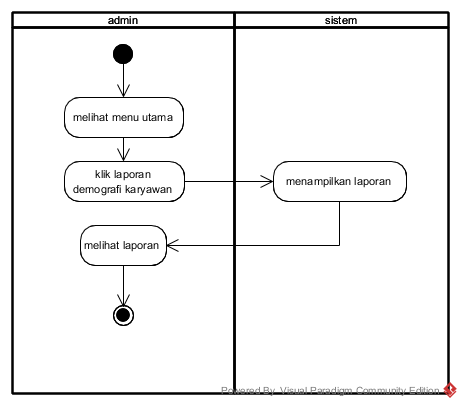 admin
sistem
melihat menu utama
klik laporan
demografi karyawan
menampilkan laporan
melihat laporan
Powered By Visual Paradigm Community Edition